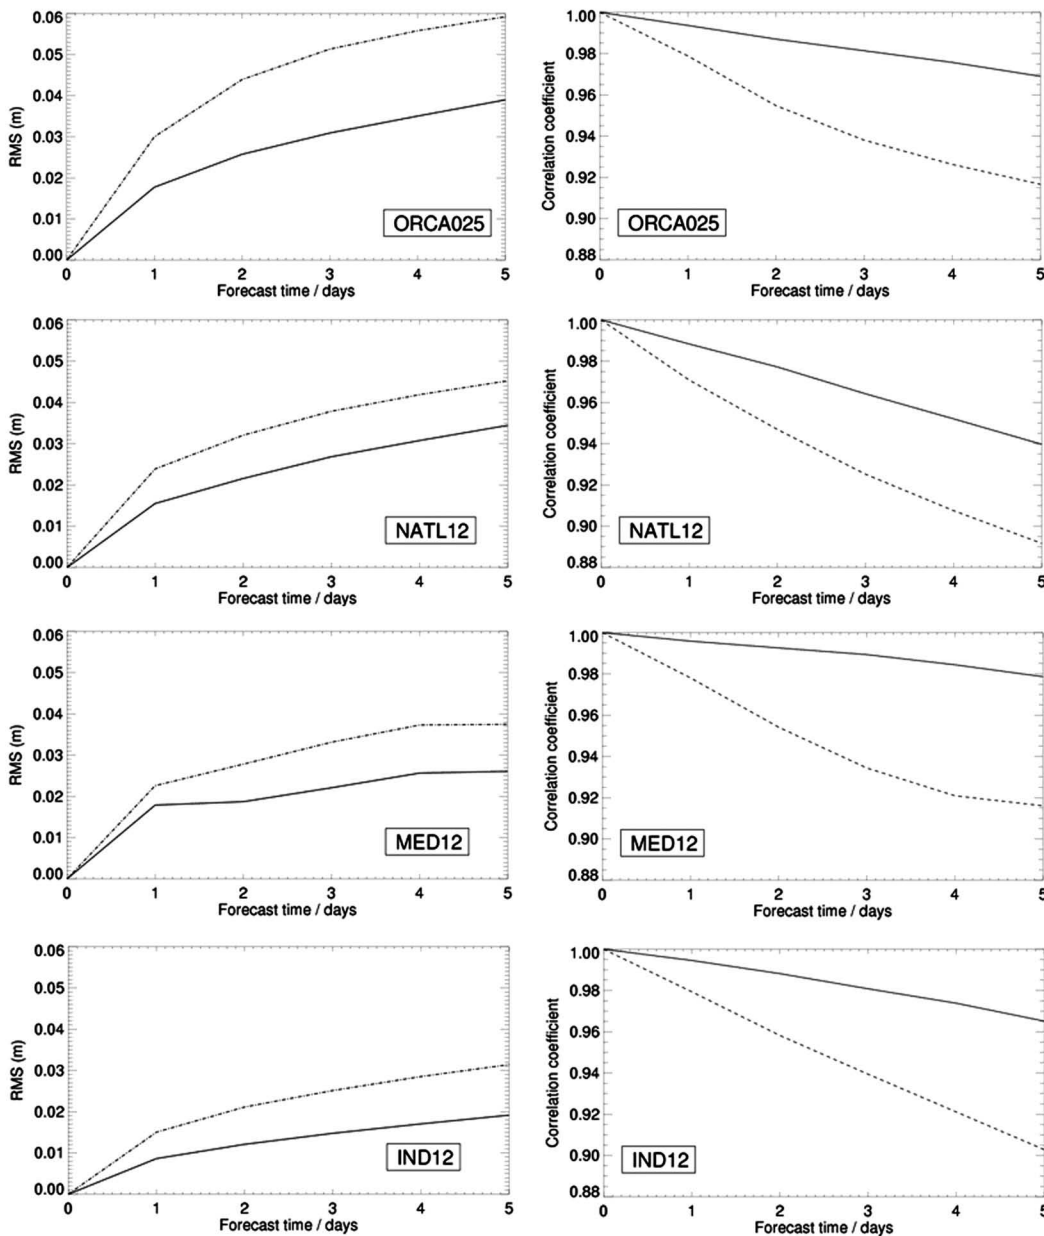 0.06
0.05
0.04
0.03
0.02
0.01
0.00
RMS (m)
ORCA025
0 1 2 3 4 5
Forecast time / days
1.00
0.98
0.96
0.94
0.92
0.90
0.88
Correlation coefficient
ORCA025
0 1 2 3 4 5
Forecast time / days
0.06
0.05
0.04
0.03
0.02
0.01
0.00
RMS (m)
NATL12
0 1 2 3 4 5
Forecast time / days
1.00
0.98
0.96
0.94
0.92
0.90
0.88
Correlation coefficient
NATL12
0 1 2 3 4 5
Forecast time / days
0.06
0.05
0.04
0.03
0.02
0.01
0.00
RMS (m)
MED12
0 1 2 3 4 5
Forecast time / days
1.00
0.98
0.96
0.94
0.92
0.90
0.88
Correlation coefficient
MED12
0 1 2 3 4 5
Forecast time / days
0.06
0.05
0.04
0.03
0.02
0.01
0.00
RMS (m)
IND12
0 1 2 3 4 5
Forecast time / days
1.00
0.98
0.96
0.94
0.92
0.90
0.88
Correlation coefficient
IND12
0 1 2 3 4 5
Forecast time / days